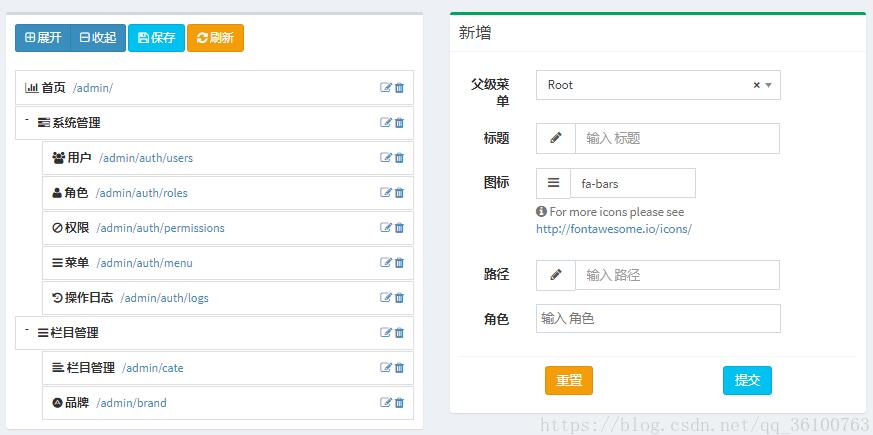 展开 收起 保存 刷新
首页 /admin/
- 系统管理
用户 /admin/auth/users
角色 /admin/auth/roles
权限 /admin/auth/permissions
菜单 /admin/auth/menu
操作日志 /admin/auth/logs
- 栏目管理
栏目管理 /admin/cate
品牌 /admin/brand
新增
父级菜
单
Root ×
标题 输入 标题
图标 fa-bars
For more icons please see
http://fontawesome.io/icons/
路径 输入 路径
角色 输入 角色
重置 提交
https://blog.csdn.net/qq_36100763